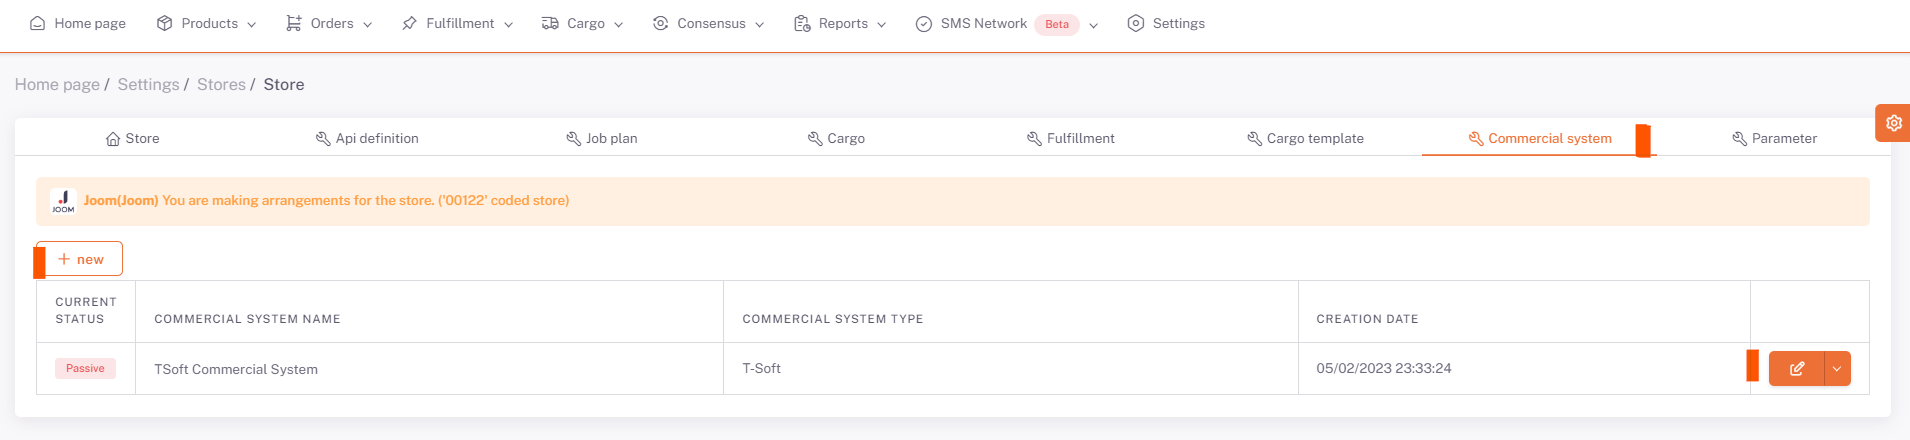 Home page Products Orders Fulfillment Cargo Consensus Reports SMS Network Beta Settings
Home page / Settings / Stores / Store
Store Api definition Job plan Cargo Fulfillment Cargo template Commercial system Parameter
JOOM Joom(Joom) You are making arrangements for the store. ('00122' coded store)
+ new
CURRENT
STATUS COMMERCIAL SYSTEM NAME COMMERCIAL SYSTEM TYPE CREATION DATE
Passive TSoft Commercial System T-Soft 05/02/2023 23:33:24